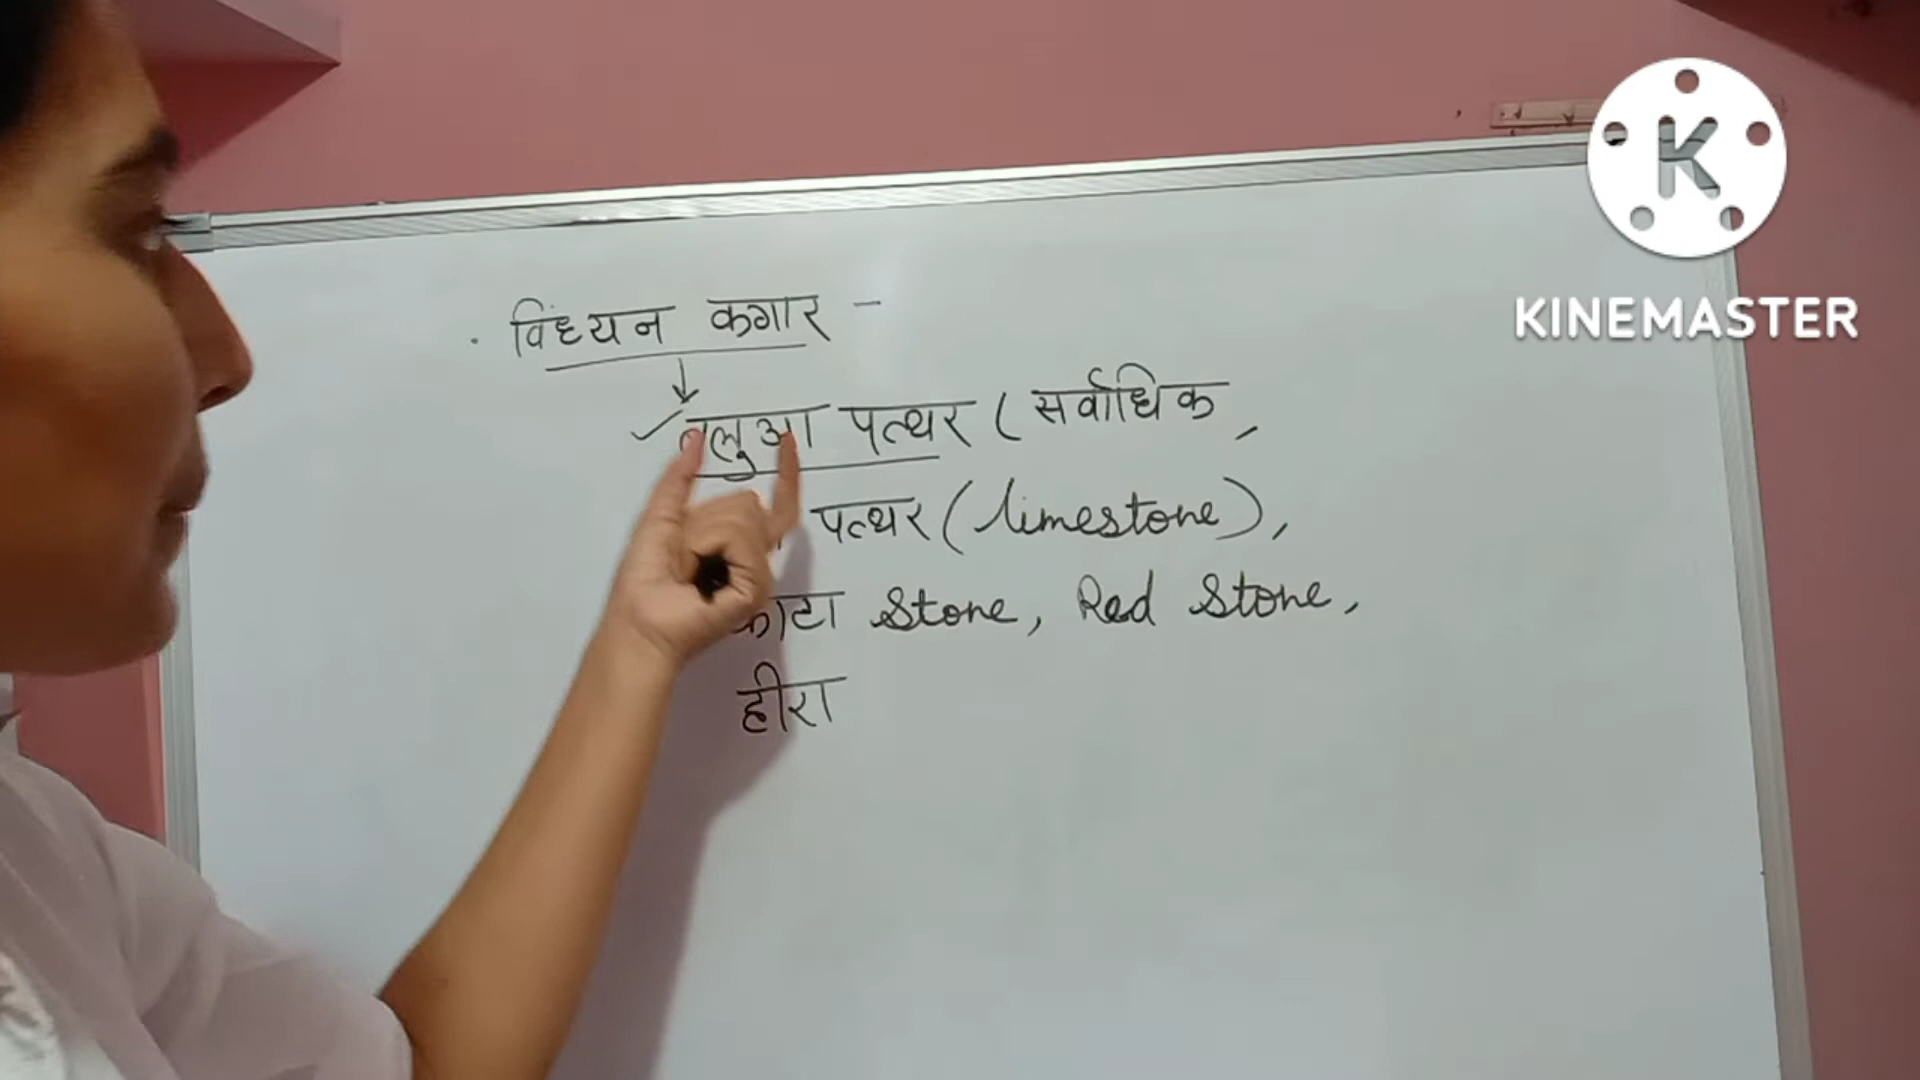 • विंध्यन कगार –
बलुआ पत्थर (सर्वाधिक,
पत्थर (limestone),
कोटा Stone, Red Stone,
हीरा
K
KINEMASTER